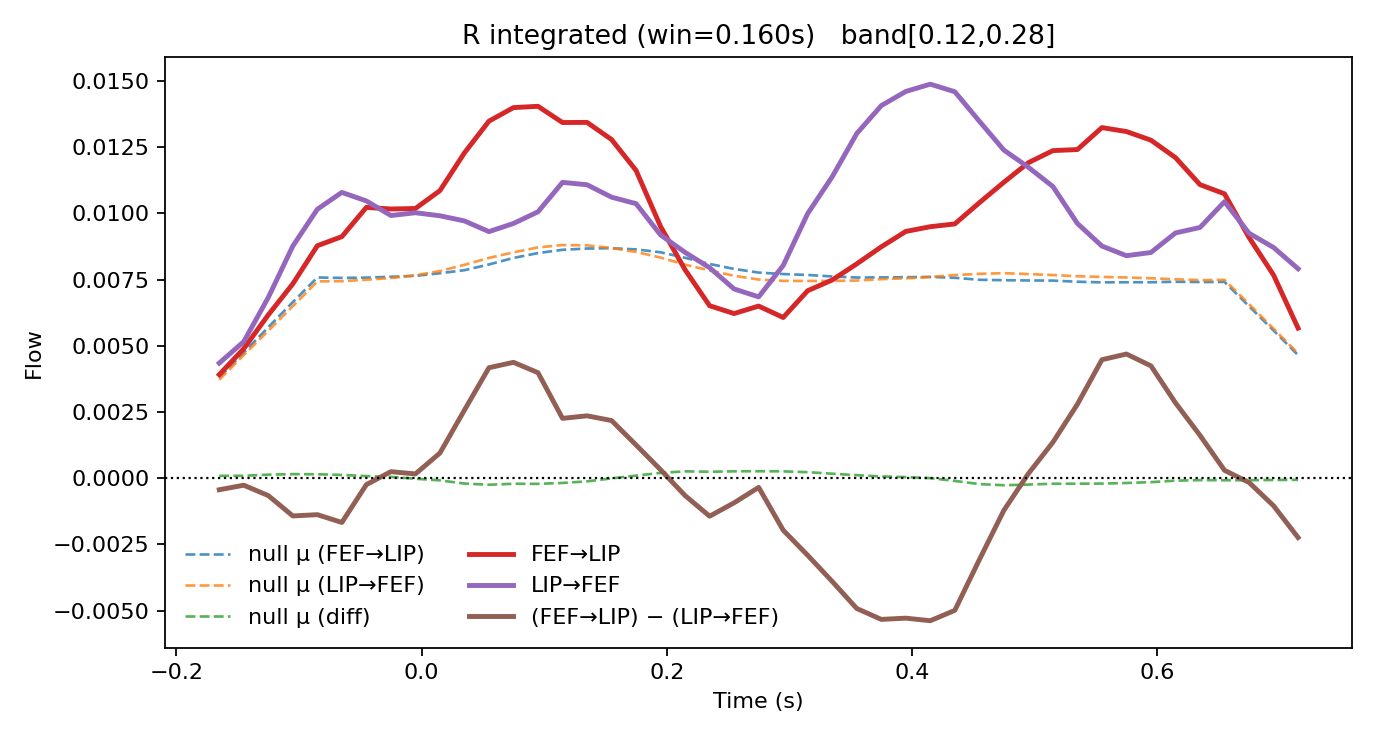 R integrated (win=0.160s)   band[0.12,0.28]
0.0150
0.0125
0.0100
0.0075
0.0050
0.0025
0.0000
−0.0025
−0.0050
Flow
null μ (FEF→LIP)
null μ (LIP→FEF)
null μ (diff)
FEF→LIP
LIP→FEF
(FEF→LIP) − (LIP→FEF)
−0.2
0.0
0.2
0.4
0.6
Time (s)